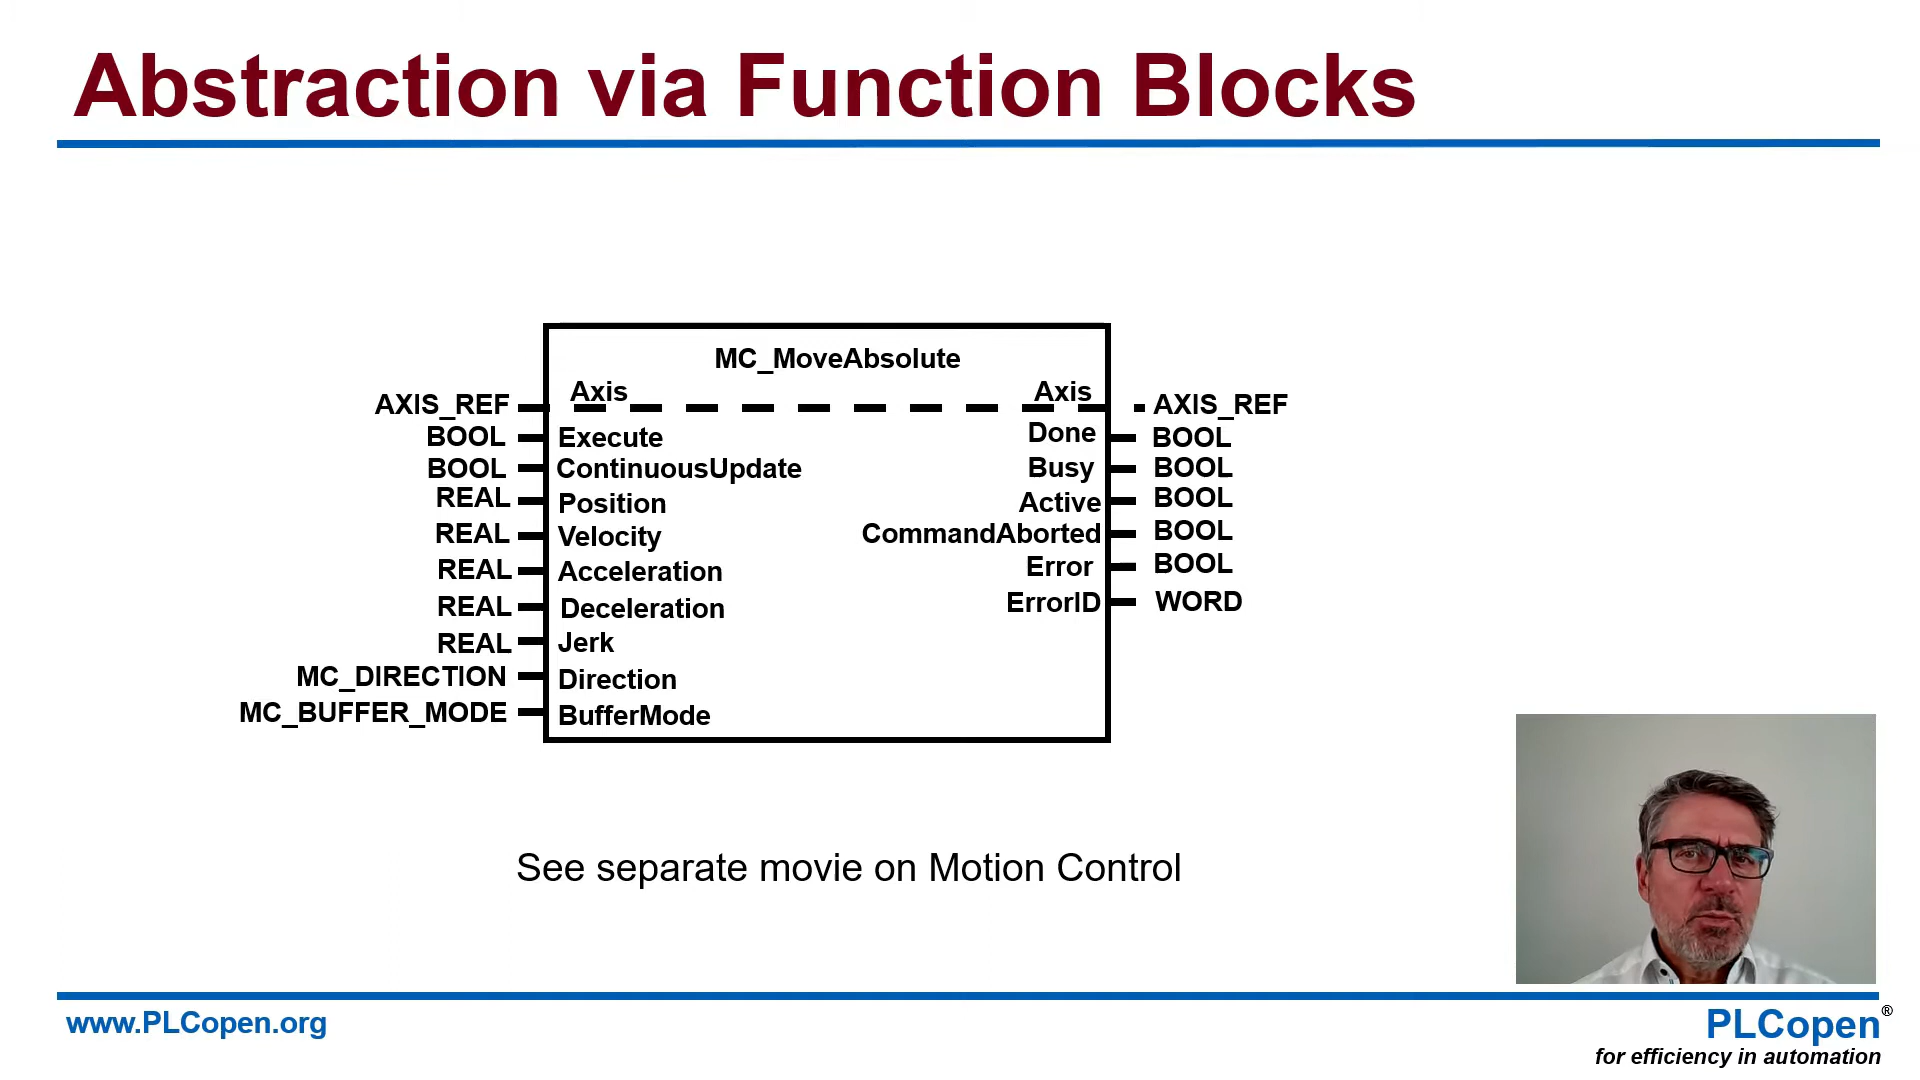 Abstraction via Function Blocks
MC_MoveAbsolute
AXIS_REF Axis Axis AXIS_REF
BOOL Execute Done BOOL
BOOL ContinuousUpdate Busy BOOL
REAL Position Active BOOL
REAL Velocity CommandAborted BOOL
REAL Acceleration Error BOOL
REAL Deceleration ErrorID WORD
REAL Jerk
MC_DIRECTION Direction
MC_BUFFER_MODE BufferMode
See separate movie on Motion Control
www.PLCopen.org
PLCopen®
for efficiency in automation